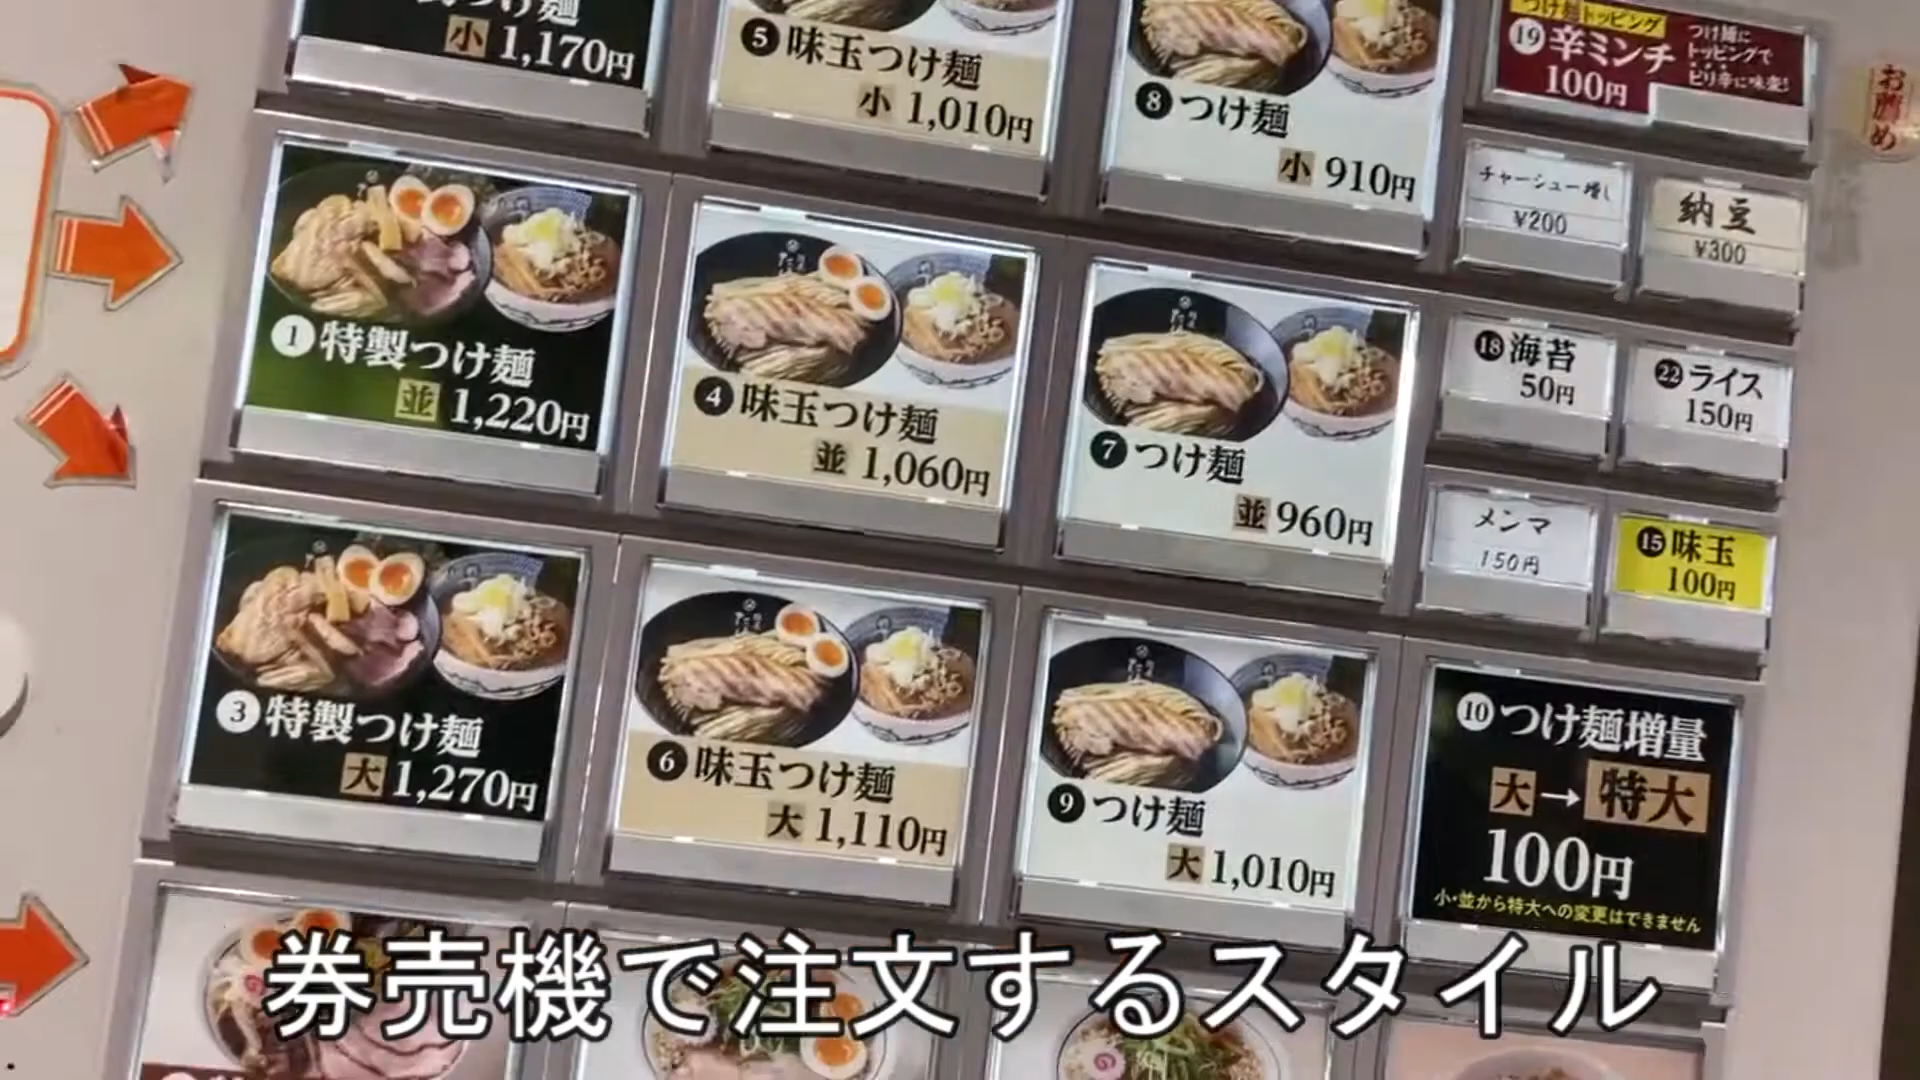 つけ麺
小 1,170円
5 味玉つけ麺
小 1,010円
8 つけ麺
小 910円
つけ麺トッピング
19 辛ミンチ
100円
つけ麺に
トッピングで
ピリ辛に味変!
お薦め
チャーシュー増し
¥200
納豆
¥300
1 特製つけ麺
並 1,220円
4 味玉つけ麺
並 1,060円
7 つけ麺
並 960円
18 海苔
50円
22 ライス
150円
メンマ
150円
15 味玉
100円
3 特製つけ麺
大 1,270円
6 味玉つけ麺
大 1,110円
9 つけ麺
大 1,010円
10 つけ麺増量
大→特大
100円
小・並から特大への変更はできません
券売機で注文するスタイル